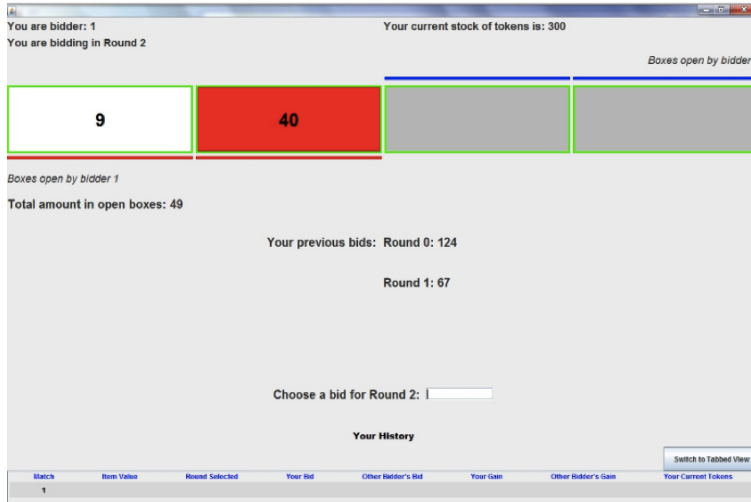 You are bidder: 1
Your current stock of tokens is: 300
You are bidding in Round 2
Boxes open by bidder
9
40
Boxes open by bidder 1
Total amount in open boxes: 49
Your previous bids: Round 0: 124
Round 1: 67
Choose a bid for Round 2:
Your History
Switch to Tabbed View
Match Item Value Round Selected Your Bid Other Bidder's Bid Your Gain Other Bidder's Gain Your Current Tokens
1